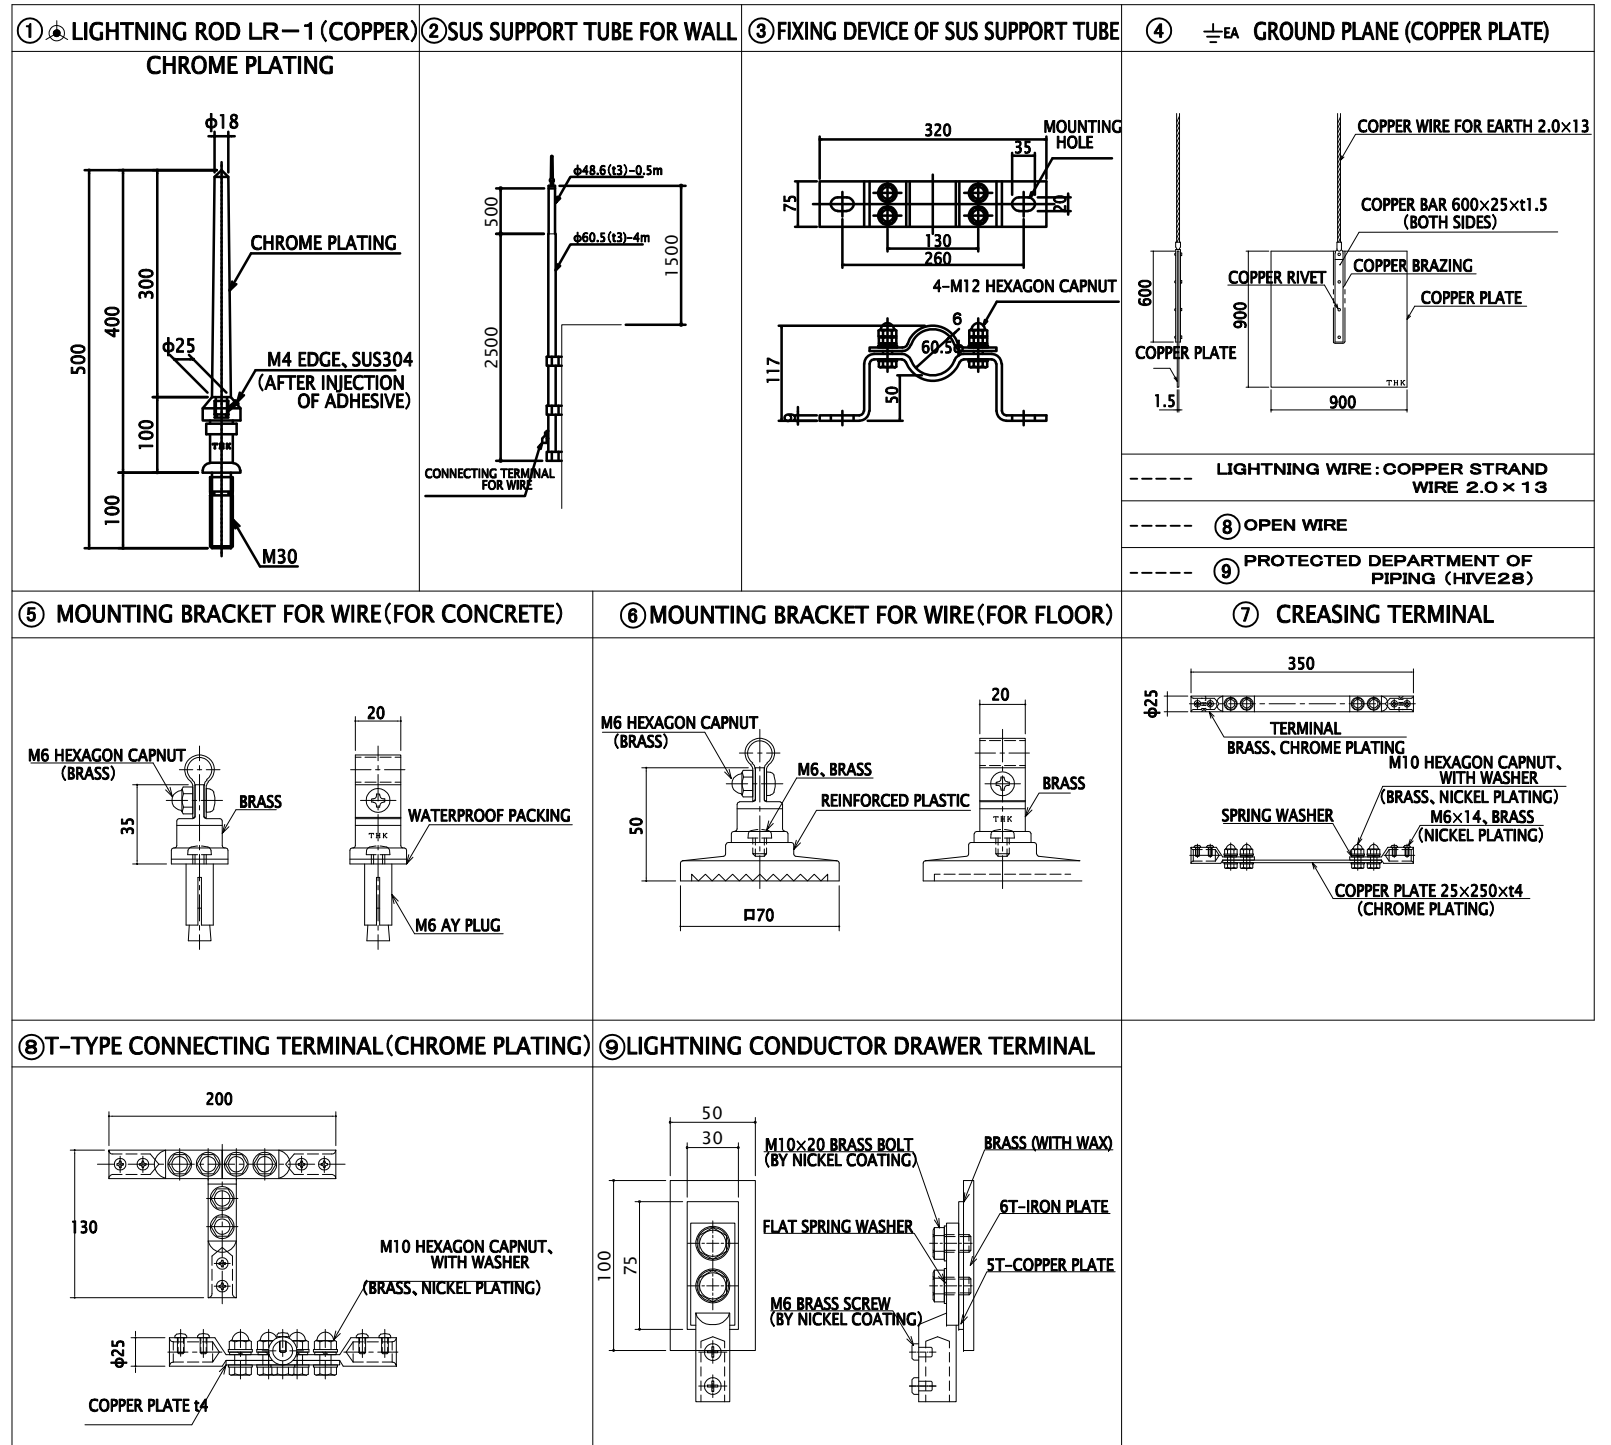 ① LIGHTNING ROD LR-1(COPPER)
CHROME PLATING
ϕ18
CHROME PLATING
500
400
300
ϕ25
M4 EDGE、SUS304
(AFTER INJECTION
OF ADHESIVE)
100
THK
100
M30
②SUS SUPPORT TUBE FOR WALL
ϕ48.6(t3)-0.5m
500
ϕ60.5(t3)-4m
1500
2500
CONNECTING TERMINAL
FOR WIRE
③FIXING DEVICE OF SUS SUPPORT TUBE
320
MOUNTING
HOLE
35
75
20
130
260
4-M12 HEXAGON CAPNUT
6
60.5ϕ
117
50
9
④ EA GROUND PLANE (COPPER PLATE)
COPPER WIRE FOR EARTH 2.0×13
COPPER BAR 600×25×t1.5
(BOTH SIDES)
COPPER RIVET
COPPER BRAZING
600
900
COPPER PLATE
COPPER PLATE
THK
1.5
900
LIGHTNING WIRE:COPPER STRAND
WIRE 2.0×13
⑧ OPEN WIRE
⑨ PROTECTED DEPARTMENT OF
PIPING (HIVE28)
⑤ MOUNTING BRACKET FOR WIRE(FOR CONCRETE)
20
M6 HEXAGON CAPNUT
(BRASS)
BRASS
35
WATERPROOF PACKING
THK
M6 AY PLUG
⑥MOUNTING BRACKET FOR WIRE(FOR FLOOR)
20
M6 HEXAGON CAPNUT
(BRASS)
M6、BRASS
BRASS
REINFORCED PLASTIC
50
THK
口70
⑦ CREASING TERMINAL
350
ϕ25
TERMINAL
BRASS、CHROME PLATING
M10 HEXAGON CAPNUT、
WITH WASHER
(BRASS、NICKEL PLATING)
SPRING WASHER
M6×14、BRASS
(NICKEL PLATING)
COPPER PLATE 25×250×t4
(CHROME PLATING)
⑧T-TYPE CONNECTING TERMINAL(CHROME PLATING)
200
130
M10 HEXAGON CAPNUT、
WITH WASHER
(BRASS、NICKEL PLATING)
ϕ25
COPPER PLATE t4
⑨LIGHTNING CONDUCTOR DRAWER TERMINAL
50
30
M10×20 BRASS BOLT
(BY NICKEL COATING)
BRASS (WITH WAX)
6T-IRON PLATE
FLAT SPRING WASHER
100
75
5T-COPPER PLATE
M6 BRASS SCREW
(BY NICKEL COATING)